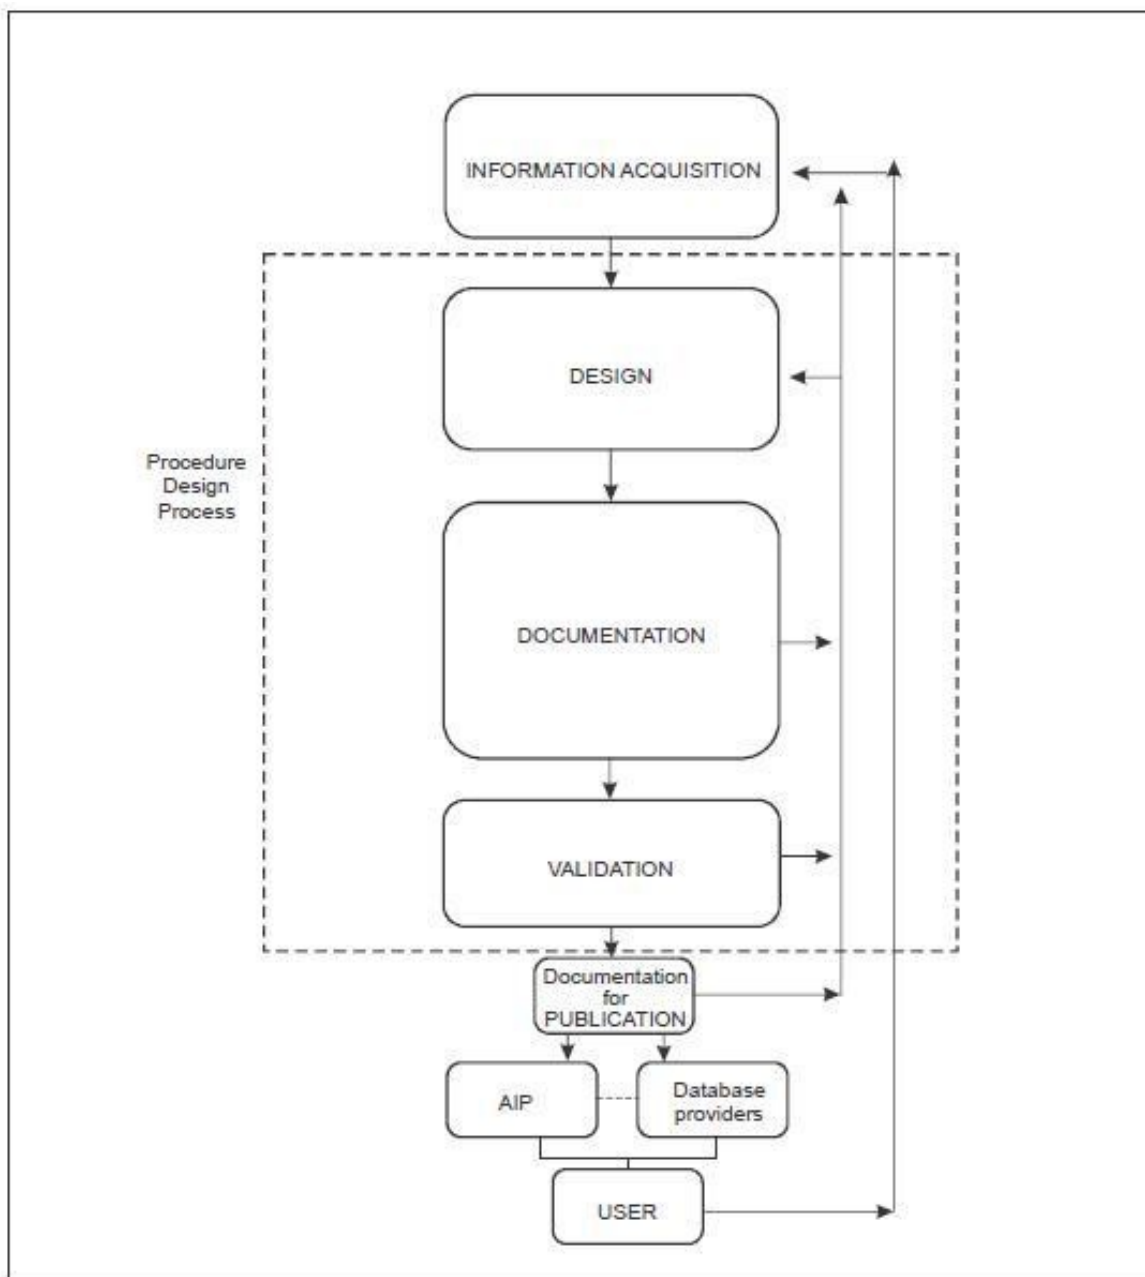 INFORMATION ACQUISITION
DESIGN
Procedure
Design
Process
DOCUMENTATION
VALIDATION
Documentation
for
PUBLICATION
AIP
Database
providers
USER